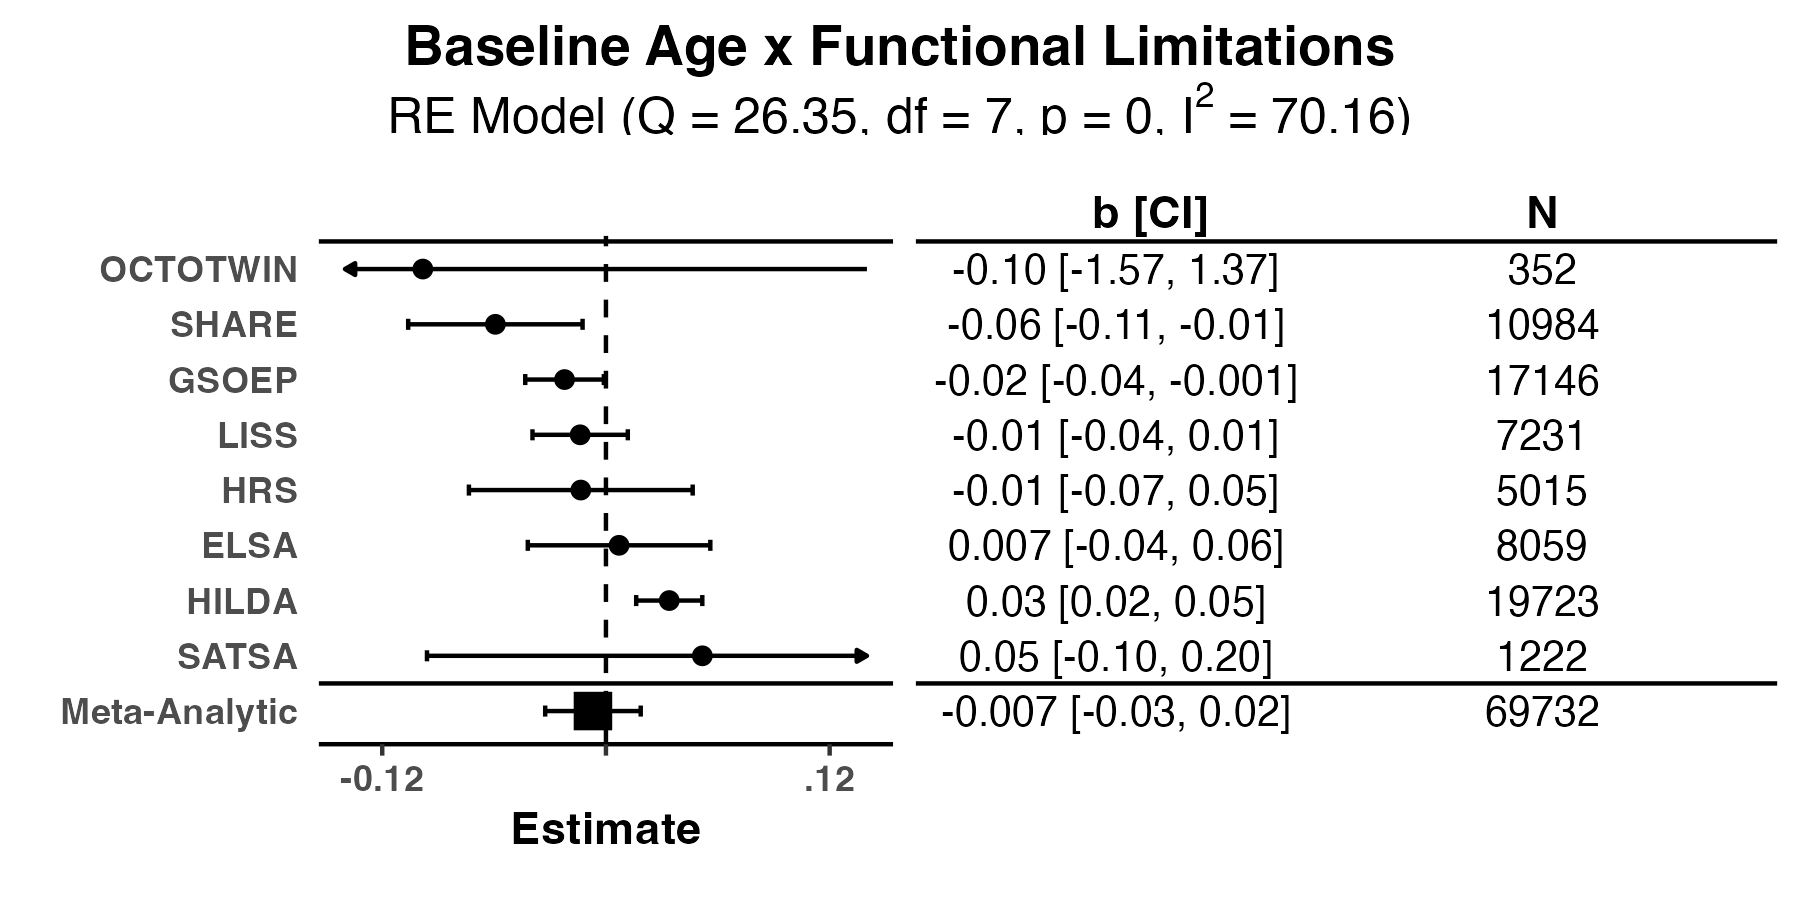 Baseline Age x Functional Limitations
RE Model (Q = 26.35, df = 7, p = 0, I² = 70.16)
b [CI] N
OCTOTWIN -0.10 [-1.57, 1.37] 352
SHARE -0.06 [-0.11, -0.01] 10984
GSOEP -0.02 [-0.04, -0.001] 17146
LISS -0.01 [-0.04, 0.01] 7231
HRS -0.01 [-0.07, 0.05] 5015
ELSA 0.007 [-0.04, 0.06] 8059
HILDA 0.03 [0.02, 0.05] 19723
SATSA 0.05 [-0.10, 0.20] 1222
Meta-Analytic -0.007 [-0.03, 0.02] 69732
-0.12 .12
Estimate